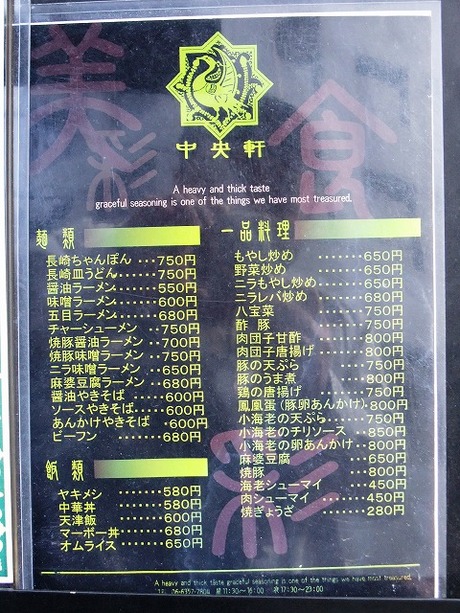 美
彩
食
中央軒
A heavy and thick taste
graceful seasoning is one of the things we have most treasured.
麺類
長崎ちゃんぽん・・・750円
長崎皿うどん・・・・750円
醤油ラーメン・・・・・550円
味噌ラーメン・・・・・600円
五目ラーメン・・・・・680円
チャーシューメン・・・750円
焼豚醤油ラーメン・・700円
焼豚味噌ラーメン・・750円
ニラ味噌ラーメン・・650円
麻婆豆腐ラーメン・・680円
醤油やきそば・・・・・600円
ソースやきそば・・・・600円
あんかけやきそば・・600円
ビーフン・・・・・・680円
飯類
ヤキメシ・・・・・・580円
中華丼・・・・・・・580円
天津飯・・・・・・・600円
マーボー丼・・・・・680円
オムライス・・・・・650円
一品料理
もやし炒め・・・・・・・650円
野菜炒め・・・・・・・・650円
ニラもやし炒め・・・・・650円
ニラレバ炒め・・・・・・680円
八宝菜・・・・・・・・750円
酢豚・・・・・・・・・750円
肉団子甘酢・・・・・・800円
肉団子唐揚げ・・・・・800円
豚の天ぷら・・・・・・750円
豚のうま煮・・・・・・800円
鶏の唐揚げ・・・・・・750円
鳳凰蛋(豚卵あんかけ)・800円
小海老の天ぷら・・・・・750円
小海老のチリソース・・・850円
小海老の卵あんかけ・・800円
麻婆豆腐・・・・・・・650円
焼豚・・・・・・・・・800円
海老シューマイ・・・・450円
肉シューマイ・・・・・450円
焼ぎょうざ・・・・・・280円
彩
A heavy and thick taste graceful seasoning is one of the things we have most treasured.
TEL 06-6357-7804 昼11:30〜16:00 夜17:30〜23:00